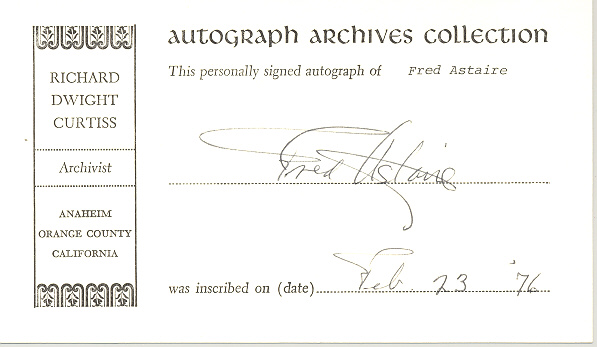 AUTOGRAPH ARCHIVES COLLECTION
This personally signed autograph of Fred Astaire
RICHARD
DWIGHT
CURTISS
Archivist
ANAHEIM
ORANGE COUNTY
CALIFORNIA
Fred Astaire
was inscribed on (date) Feb. 23 '76